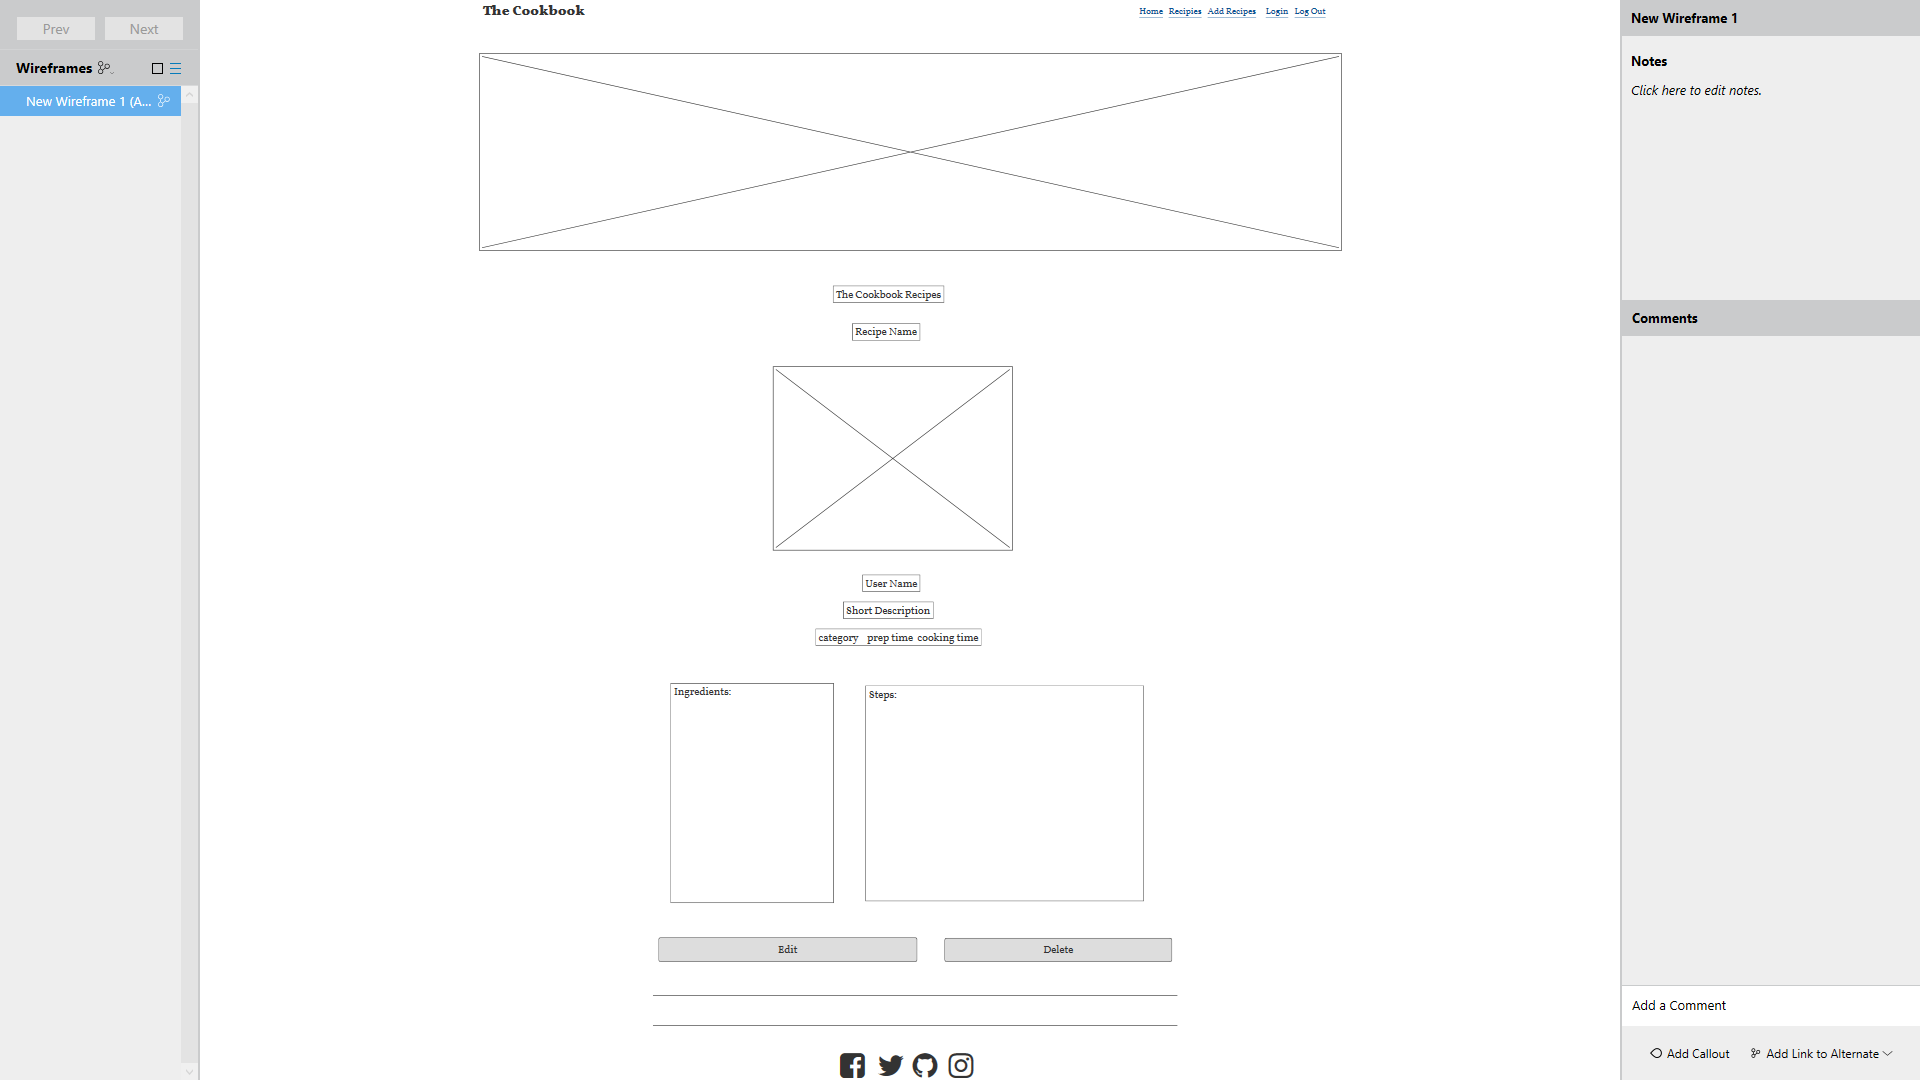 Prev Next
Wireframes
New Wireframe 1 (A...
The Cookbook
Home Recipies Add Recipes Login Log Out
The Cookbook Recipes
Recipe Name
User Name
Short Description
category prep time cooking time
Ingredients:
Steps:
Edit
Delete
New Wireframe 1
Notes
Click here to edit notes.
Comments
Add a Comment
Add Callout
Add Link to Alternate